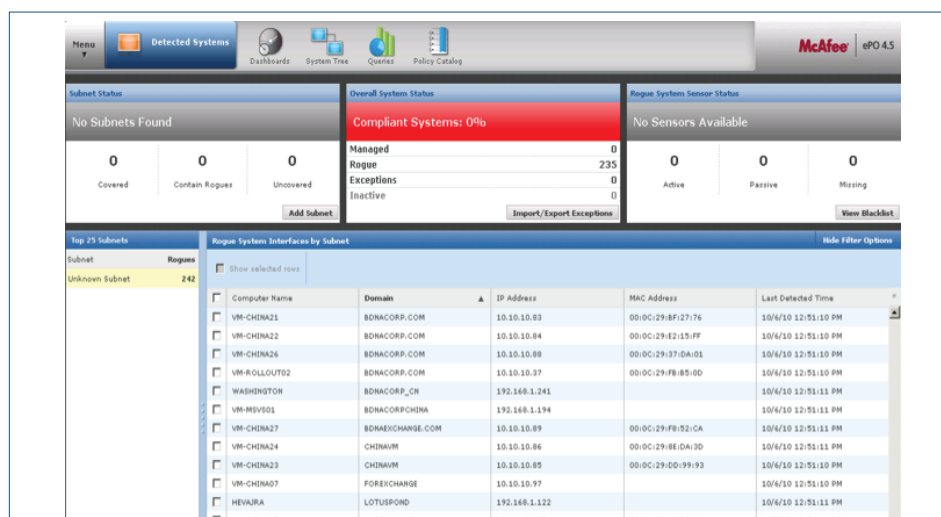 Menu Detected Systems Dashboards System Tree Queries Policy Catalog McAfee ePO 4.5
Subnet Status
No Subnets Found
0 0 0
Covered Contain Rogues Uncovered
Add Subnet
Overall System Status
Compliant Systems: 0%
Managed 0
Rogue 235
Exceptions 0
Inactive 0
Import/Export Exceptions
Rogue System Sensor Status
No Sensors Available
0 0 0
Active Passive Missing
View Blacklist
Top 25 Subnets
Subnet Rogues
Unknown Subnet 242
Rogue System Interfaces by Subnet Hide Filter Options
Show selected rows
Computer Name Domain IP Address MAC Address Last Detected Time
VM-CHINA21 BDNACORP.COM 10.10.10.83 00:0C:29:BF:27:76 10/6/10 12:51:10 PM
VM-CHINA22 BDNACORP.COM 10.10.10.84 00:0C:29:E2:15:FF 10/6/10 12:51:10 PM
VM-CHINA26 BDNACORP.COM 10.10.10.88 00:0C:29:37:DA:01 10/6/10 12:51:10 PM
VM-ROLLOUT02 BDNACORP.COM 10.10.10.37 00:0C:29:FB:B5:0D 10/6/10 12:51:10 PM
WASHINGTON BDNACORP_CN 192.168.1.241 10/6/10 12:51:11 PM
VM-MSVS01 BDNACORPCHINA 192.168.1.194 10/6/10 12:51:11 PM
VM-CHINA27 BDNAEXCHANGE.COM 10.10.10.89 00:0C:29:F8:52:CA 10/6/10 12:51:11 PM
VM-CHINA24 CHINAVM 10.10.10.86 00:0C:29:8E:DA:3D 10/6/10 12:51:11 PM
VM-CHINA23 CHINAVM 10.10.10.85 00:0C:29:DD:99:93 10/6/10 12:51:10 PM
VM-CHINA07 FOREXCHANGE 10.10.10.97 10/6/10 12:51:10 PM
HEVAJRA LOTUSPOND 192.168.1.122 10/6/10 12:51:11 PM